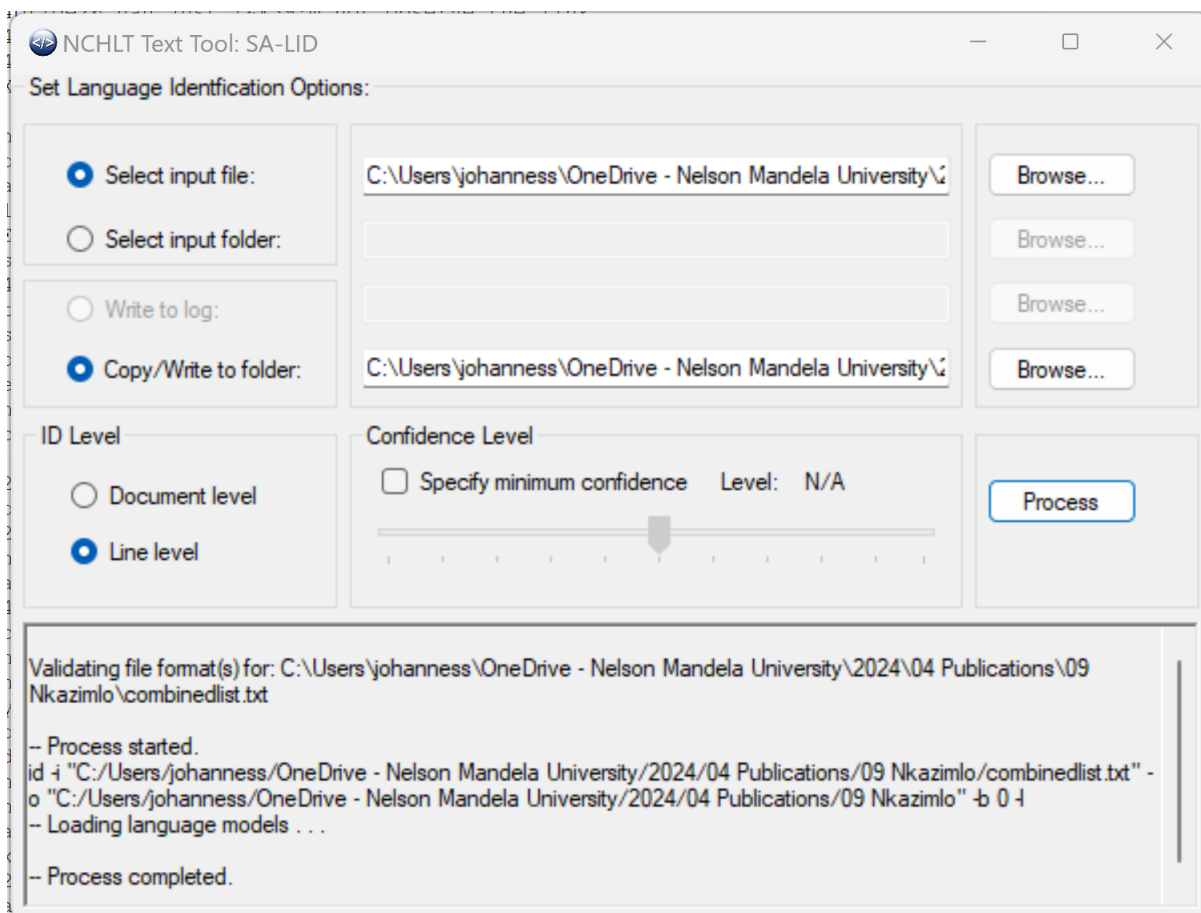 NCHLT Text Tool: SA-LID
Set Language Identfication Options:
Select input file:
C:\Users\johanness\OneDrive - Nelson Mandela University\2
Browse...
Select input folder:
Browse...
Write to log:
Browse...
Copy/Write to folder:
C:\Users\johanness\OneDrive - Nelson Mandela University\2
Browse...
ID Level
Document level
Line level
Confidence Level
Specify minimum confidence Level: N/A
Process
Validating file format(s) for: C:\Users\johanness\OneDrive - Nelson Mandela University\2024\04 Publications\09
Nkazimlo\combinedlist.txt
-- Process started.
id -i "C:/Users/johanness/OneDrive - Nelson Mandela University/2024/04 Publications/09 Nkazimlo/combinedlist.txt" -
o "C:/Users/johanness/OneDrive - Nelson Mandela University/2024/04 Publications/09 Nkazimlo" -b 0 -l
-- Loading language models . . .
-- Process completed.